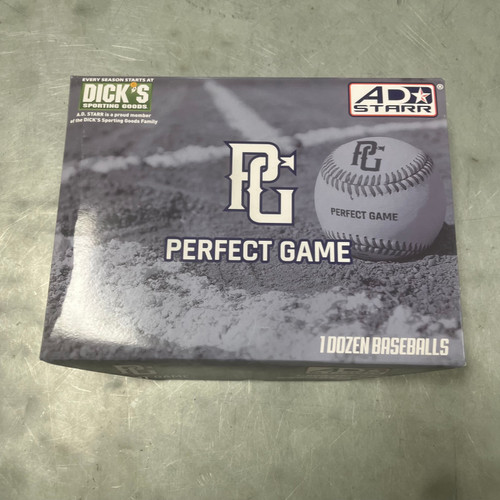 EVERY SEASON STARTS AT
DICK'S
SPORTING GOODS
A.D. STARR is a proud member
of the DICK'S Sporting Goods Family
AD
STARR®
PG
PERFECT GAME
PG
PERFECT GAME
1 DOZEN BASEBALLS